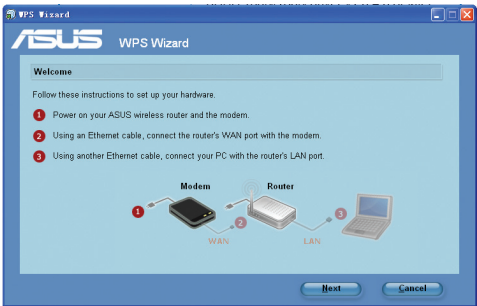 WPS Wizard
ASUS WPS Wizard
Welcome
Follow these instructions to set up your hardware.
1 Power on your ASUS wireless router and the modem.
2 Using an Ethernet cable, connect the router's WAN port with the modem.
3 Using another Ethernet cable, connect your PC with the router's LAN port.
Modem Router
1 2 3
WAN LAN
Next Cancel